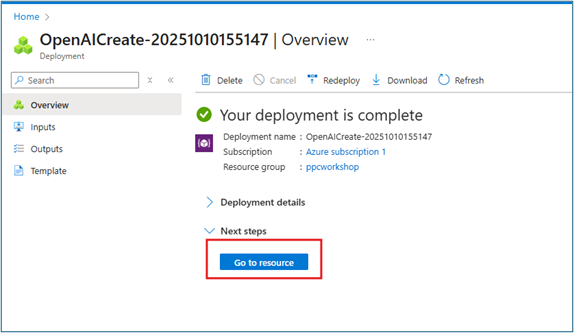 Home >
OpenAICreate-20251010155147 | Overview ...
Deployment
Search
Overview
Inputs
Outputs
Template
Delete Cancel Redeploy Download Refresh
Your deployment is complete
Deployment name : OpenAICreate-20251010155147
Subscription : Azure subscription 1
Resource group : ppcworkshop
Deployment details
Next steps
Go to resource